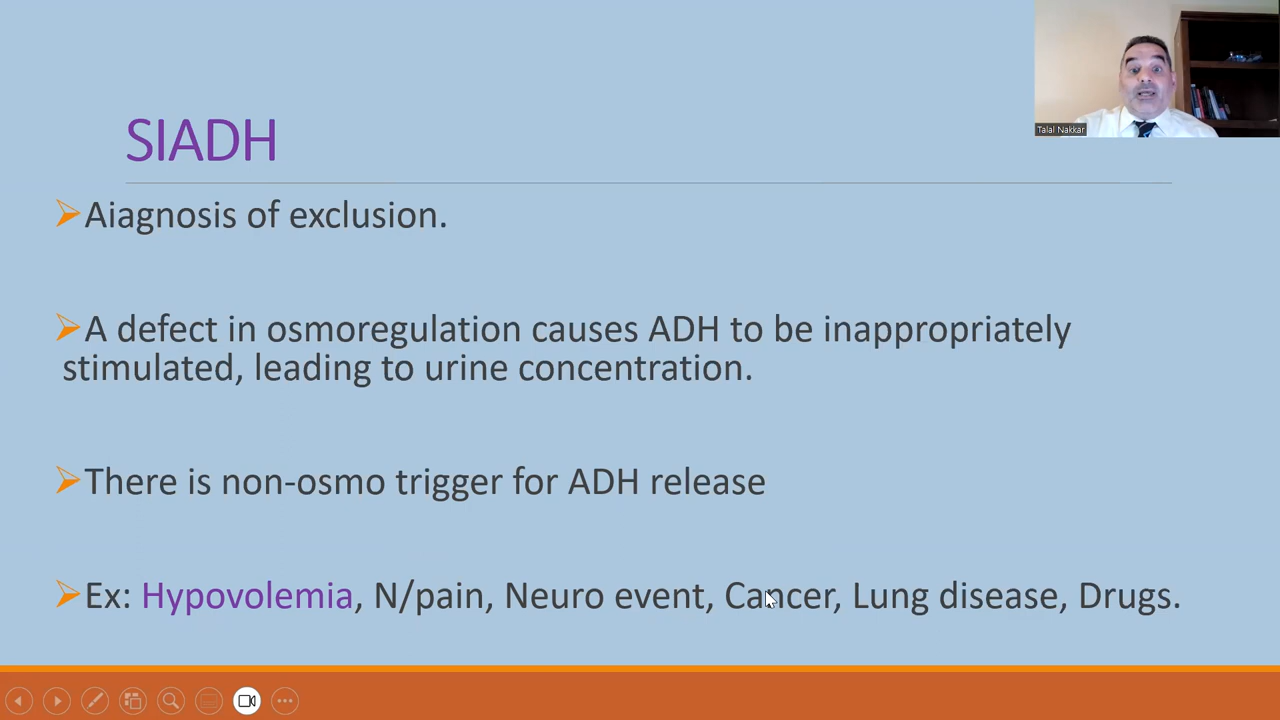 SIADH
Talal Nakkar
Aiagnosis of exclusion.
A defect in osmoregulation causes ADH to be inappropriately
stimulated, leading to urine concentration.
There is non-osmo trigger for ADH release
Ex: Hypovolemia, N/pain, Neuro event, Cancer, Lung disease, Drugs.